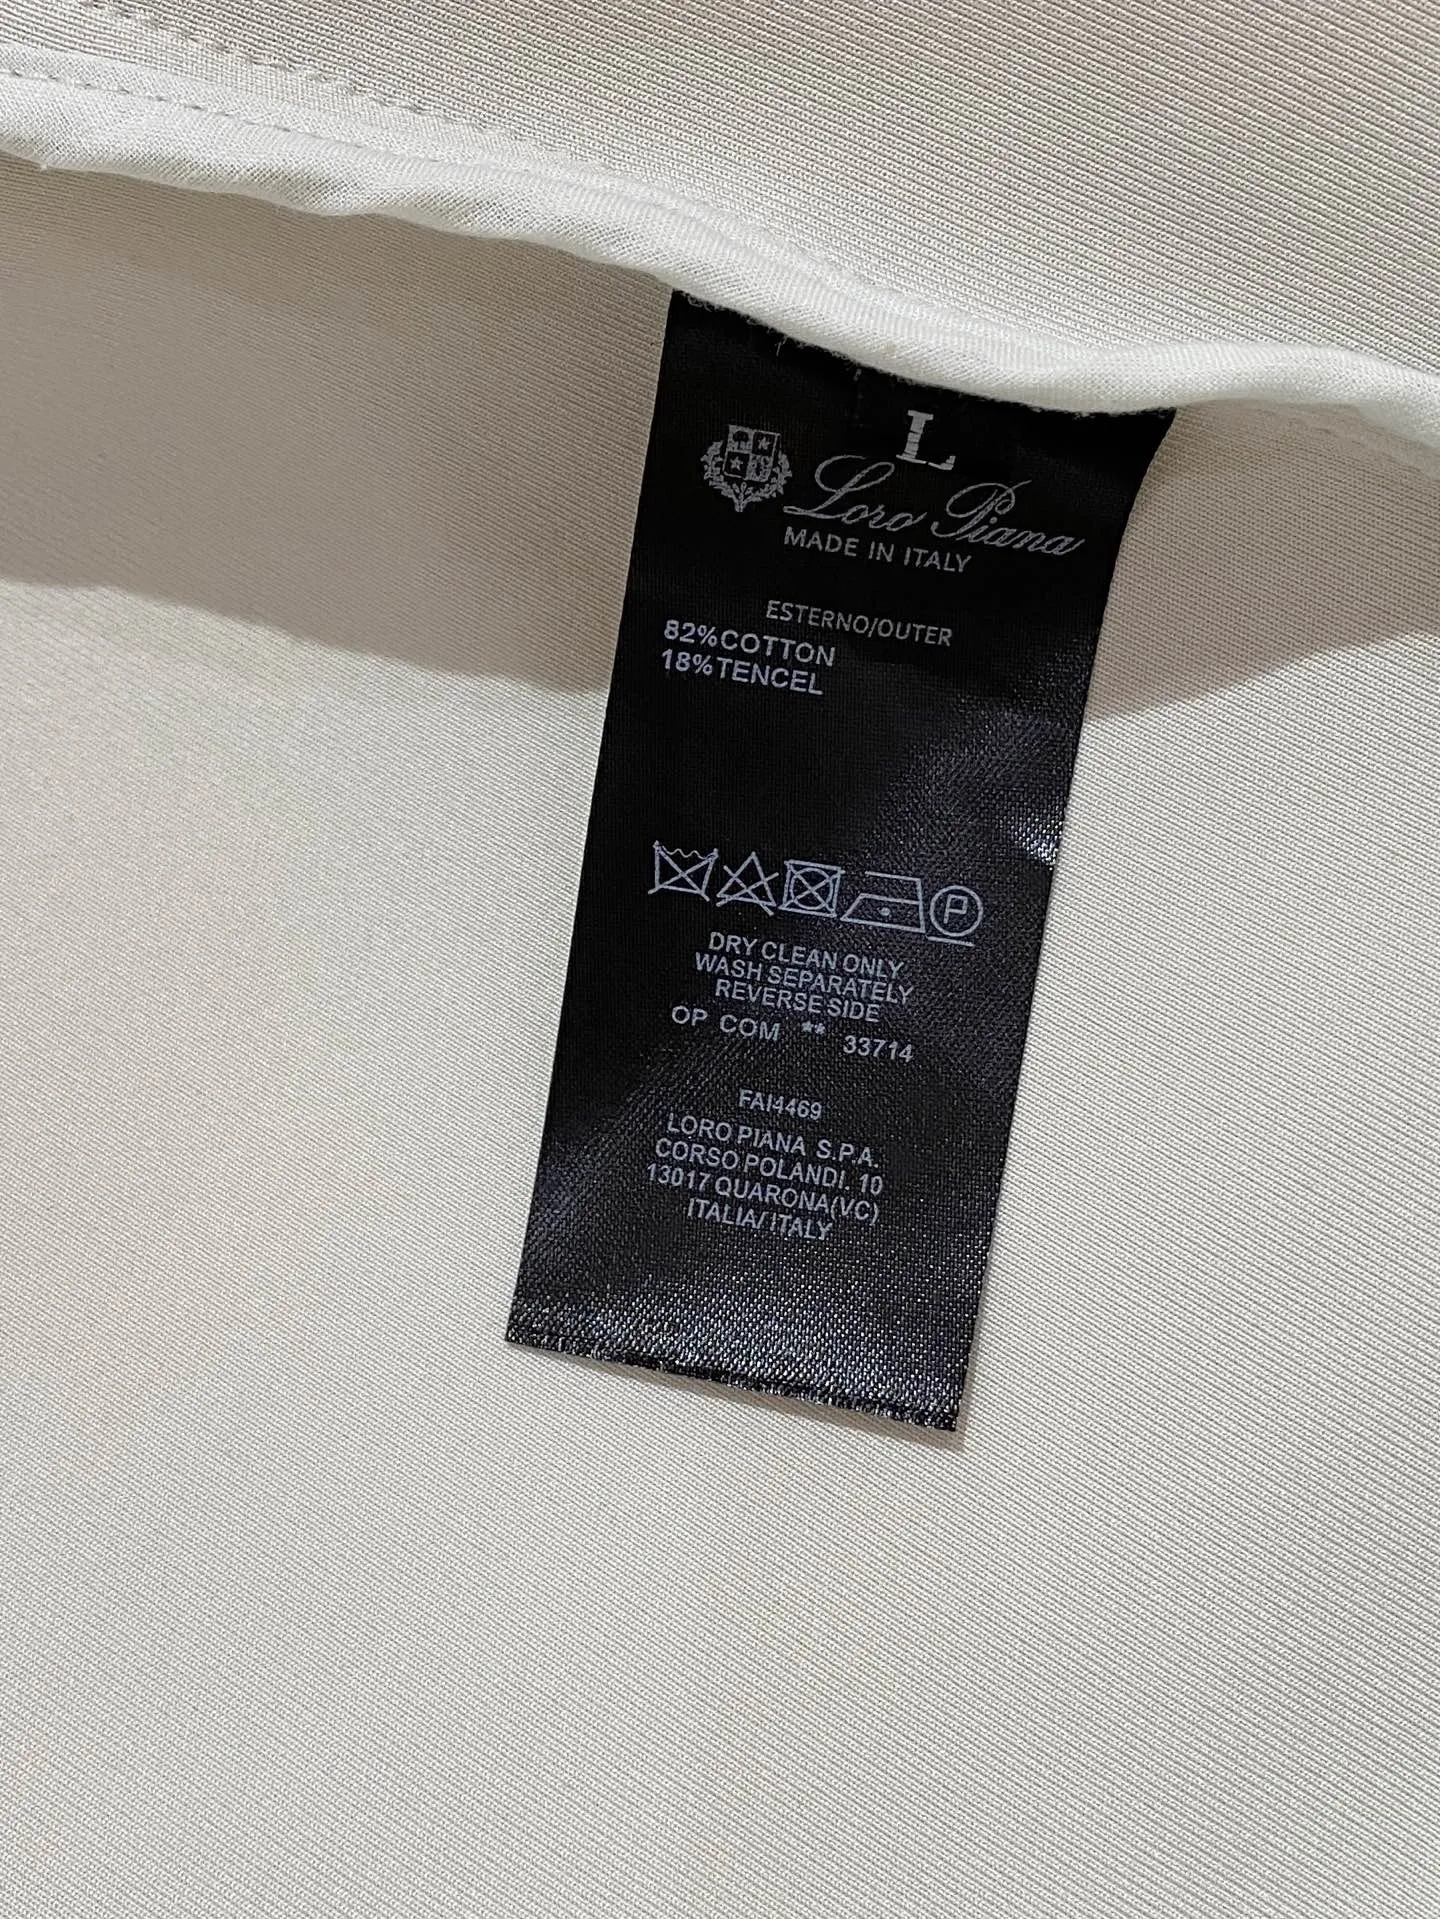 L
Loro Piana
MADE IN ITALY
ESTERNO/OUTER
82%COTTON
18%TENCEL
P
DRY CLEAN ONLY
WASH SEPARATELY
REVERSE SIDE
OP COM ** 33714
FAI4469
LORO PIANA S.P.A.
CORSO POLANDI. 10
13017 QUARONA(VC)
ITALIA/ITALY